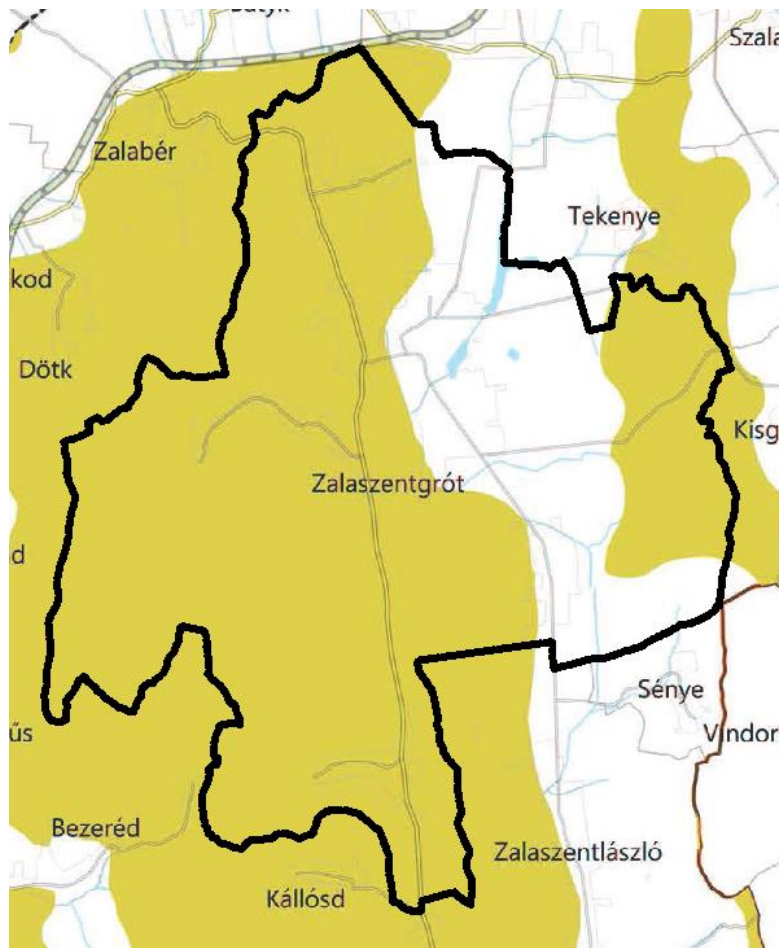 Szala
Zalabér
Tekenye
kod
Dötk
Kisg
Zalaszentgrót
d
Sénye
űs
Vindor
Bezeréd
Zalaszentlászló
Kállósd